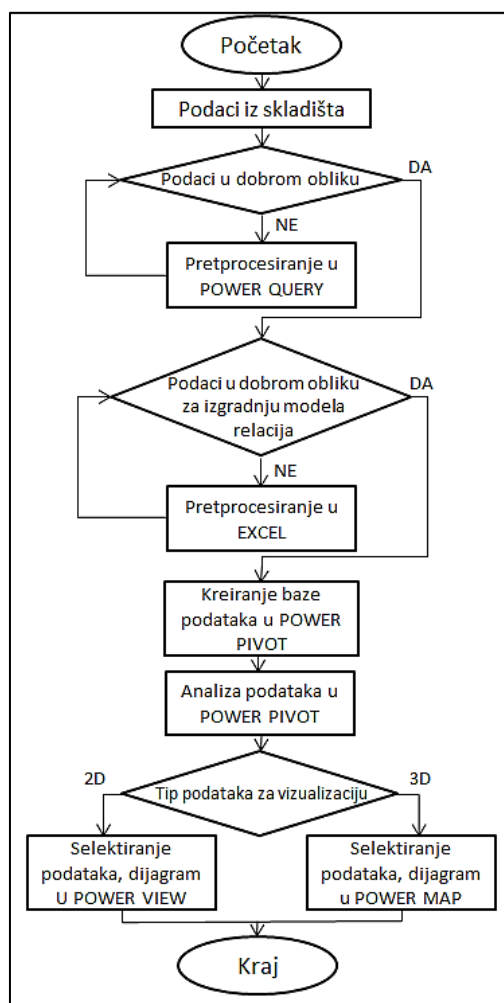 Početak
Podaci iz skladišta
Podaci u dobrom obliku
DA
NE
Pretprocesiranje u
POWER QUERY
Podaci u dobrom obliku
za izgradnju modela
relacija
DA
NE
Pretprocesiranje u
EXCEL
Kreiranje baze
podataka u POWER
PIVOT
Analiza podataka u
POWER PIVOT
2D
3D
Tip podataka za vizualizaciju
Selektiranje
podataka, dijagram
U POWER VIEW
Selektiranje
podataka, dijagram
u POWER MAP
Kraj